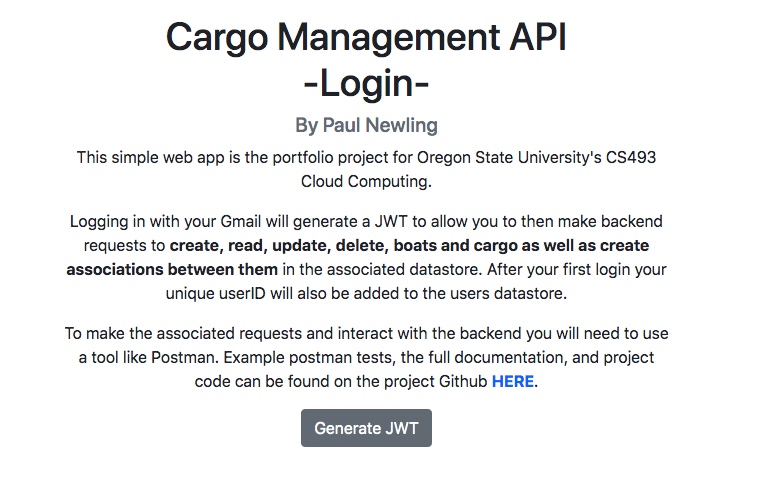 Cargo Management API
-Login-
By Paul Newling
This simple web app is the portfolio project for Oregon State University's CS493
Cloud Computing.
Logging in with your Gmail will generate a JWT to allow you to then make backend
requests to create, read, update, delete, boats and cargo as well as create
associations between them in the associated datastore. After your first login your
unique userID will also be added to the users datastore.
To make the associated requests and interact with the backend you will need to use
a tool like Postman. Example postman tests, the full documentation, and project
code can be found on the project Github HERE.
Generate JWT